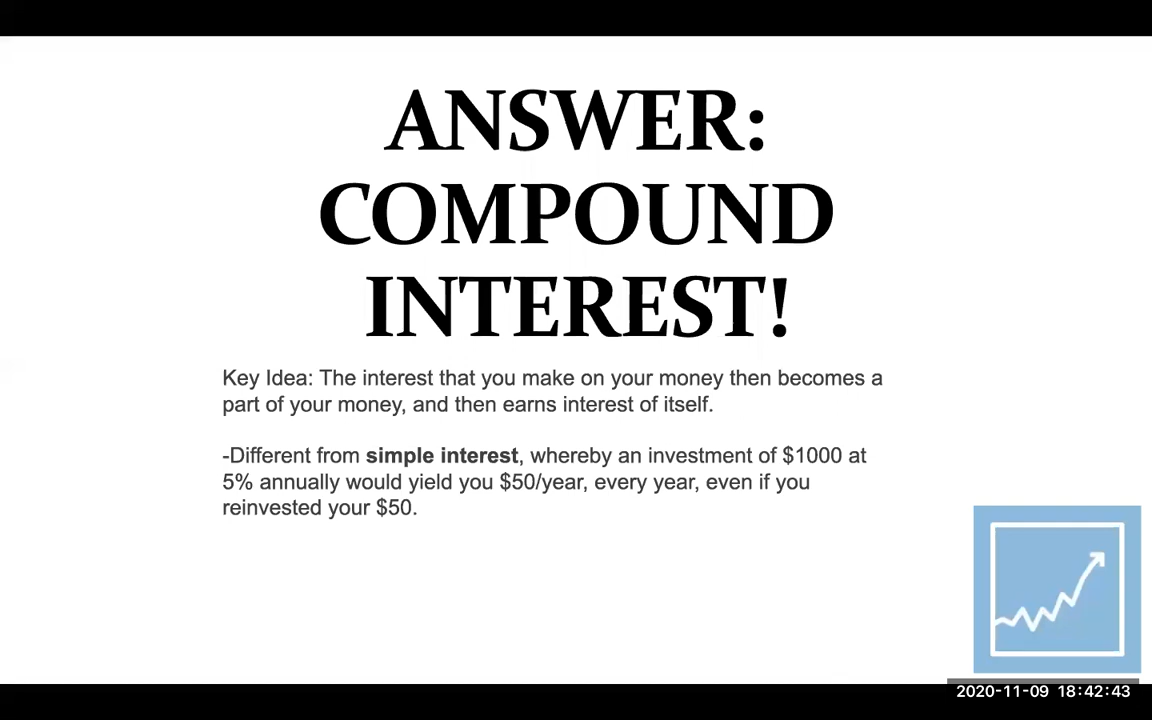 ANSWER:
COMPOUND
INTEREST!
Key Idea: The interest that you make on your money then becomes a
part of your money, and then earns interest of itself.
-Different from simple interest, whereby an investment of $1000 at
5% annually would yield you $50/year, every year, even if you
reinvested your $50.
2020-11-09 18:42:43